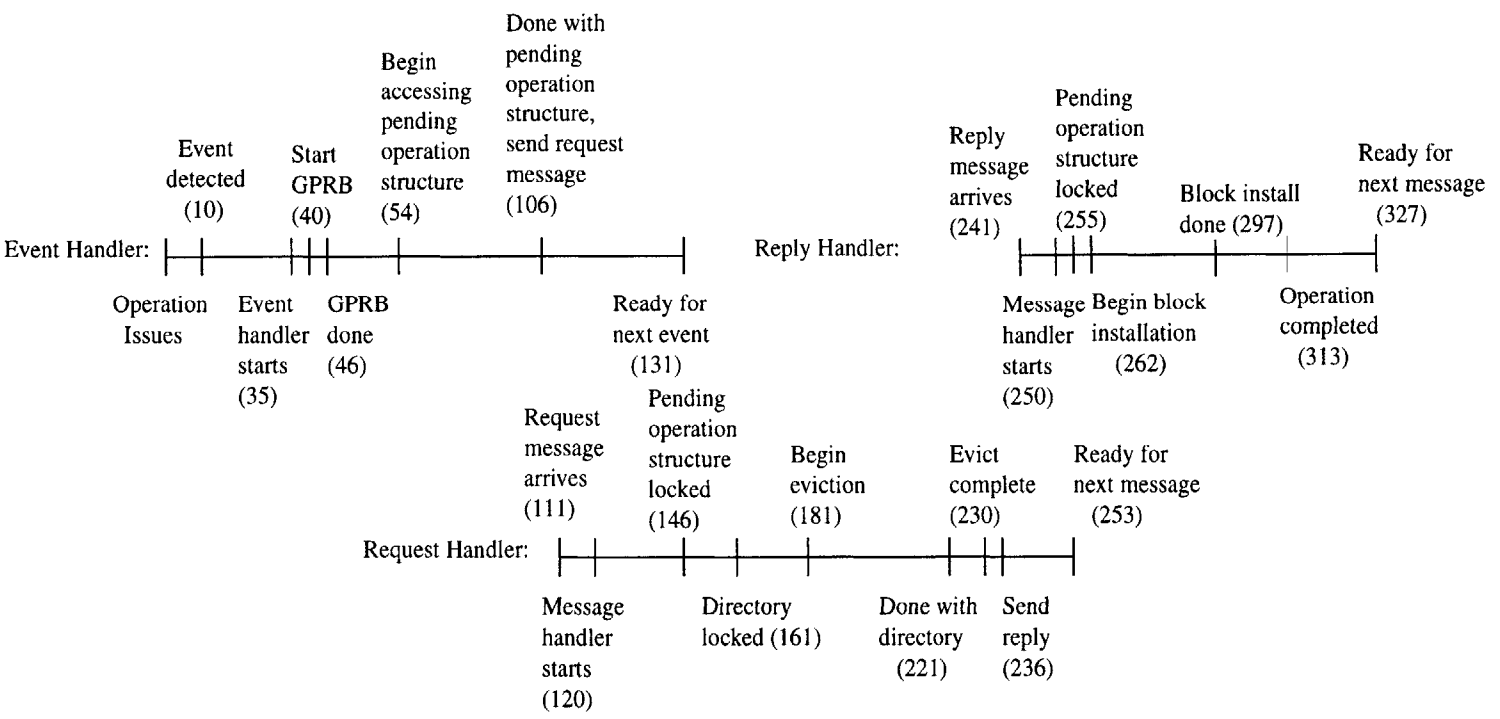 Done with
pending
operation
structure,
send request
message
(106)
Begin
accessing
pending
operation
structure
(54)
Event
detected
(10)
Start
GPRB
(40)
Event Handler:
Operation
Issues
Event
handler
starts
(35)
GPRB
done
(46)
Ready for
next event
(131)
Reply
message
arrives
(241)
Pending
operation
structure
locked
(255)
Block install
done (297)
Ready for
next message
(327)
Reply Handler:
Message
handler
starts
(250)
Begin block
installation
(262)
Operation
completed
(313)
Request
message
arrives
(111)
Pending
operation
structure
locked
(146)
Begin
eviction
(181)
Evict
complete
(230)
Ready for
next message
(253)
Request Handler:
Message
handler
starts
(120)
Directory
locked (161)
Done with
directory
(221)
Send
reply
(236)